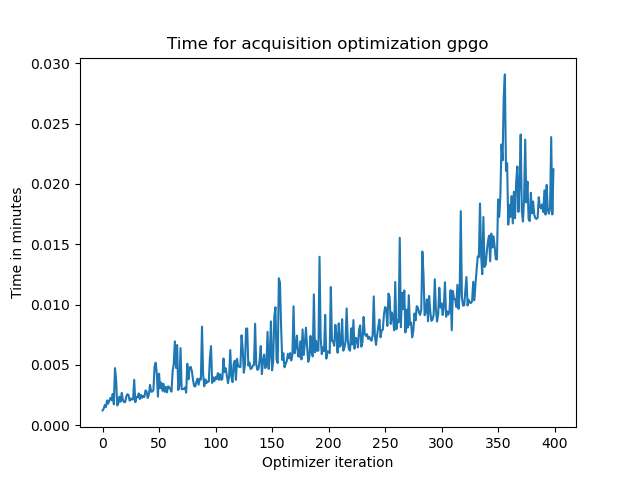 Time for acquisition optimization gpgo
0.030
0.025
0.020
0.015
0.010
0.005
0.000
Time in minutes
0 50 100 150 200 250 300 350 400
Optimizer iteration